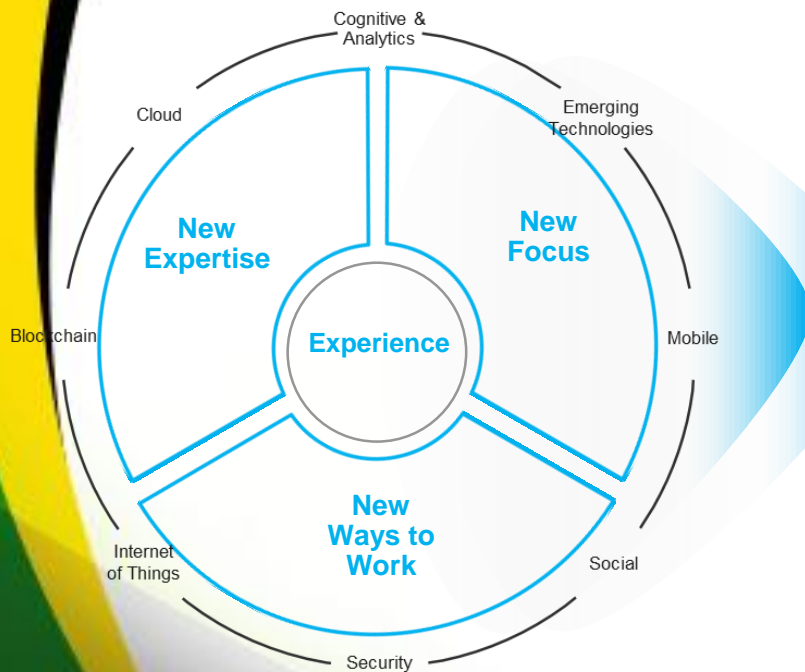 Cognitive &
Analytics
Cloud
Emerging
Technologies
New
Expertise
New
Focus
Blockchain
Experience
Mobile
New
Ways to
Work
Internet
of Things
Social
Security